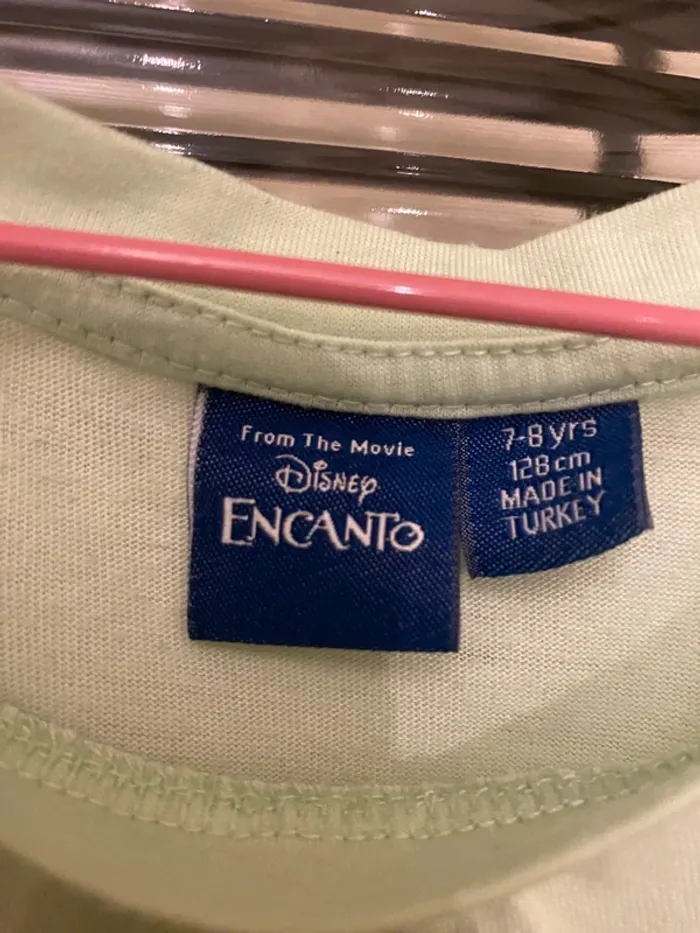 From The Movie
Disney
ENCANTO
7-8 yrs
128 cm
MADE IN
TURKEY